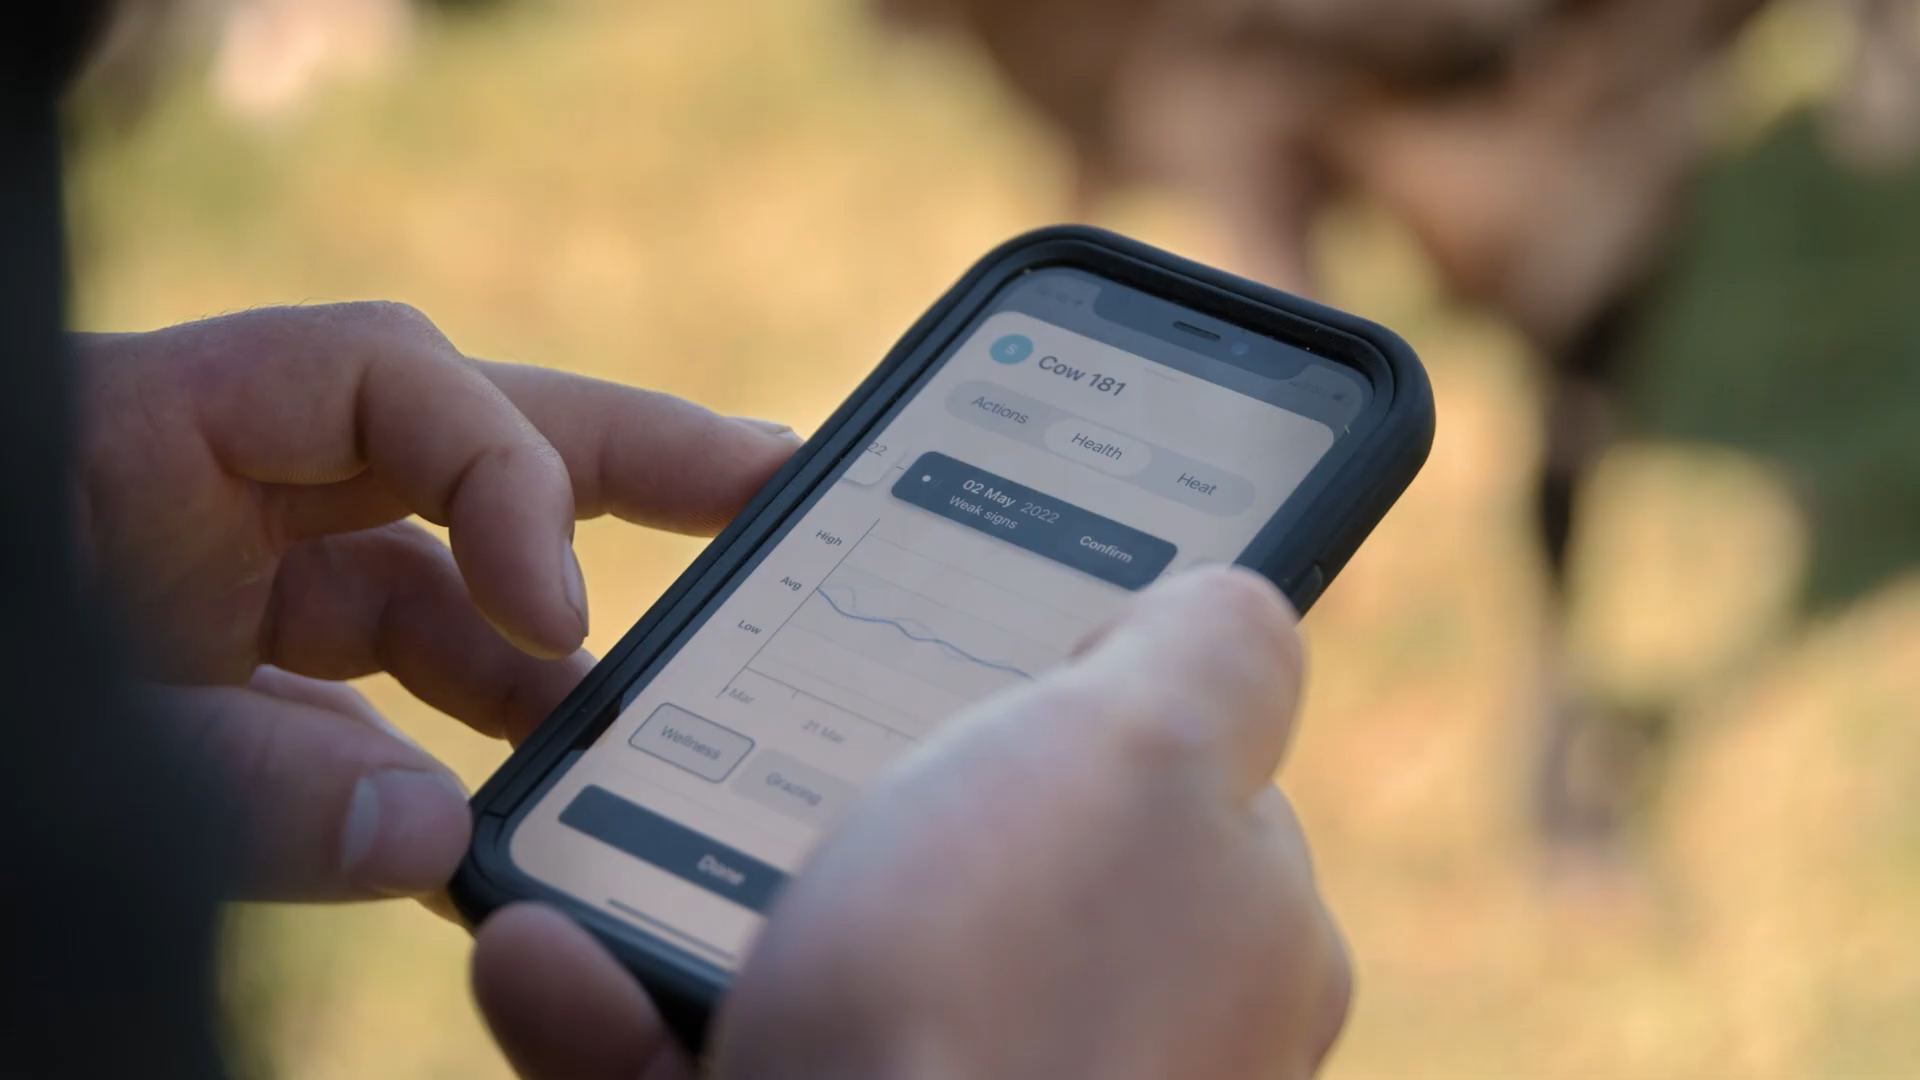 S
Cow 181
Actions
Health
Heat
22
02 May 2022
Weak signs
Confirm
High
Avg
Low
Mar
21 Mar
Wellness
Grazing
Done